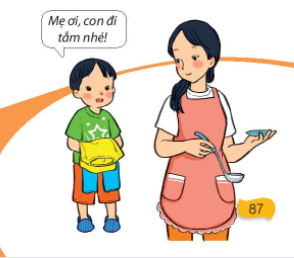 Mẹ ơi, con đi
tắm nhé!
87